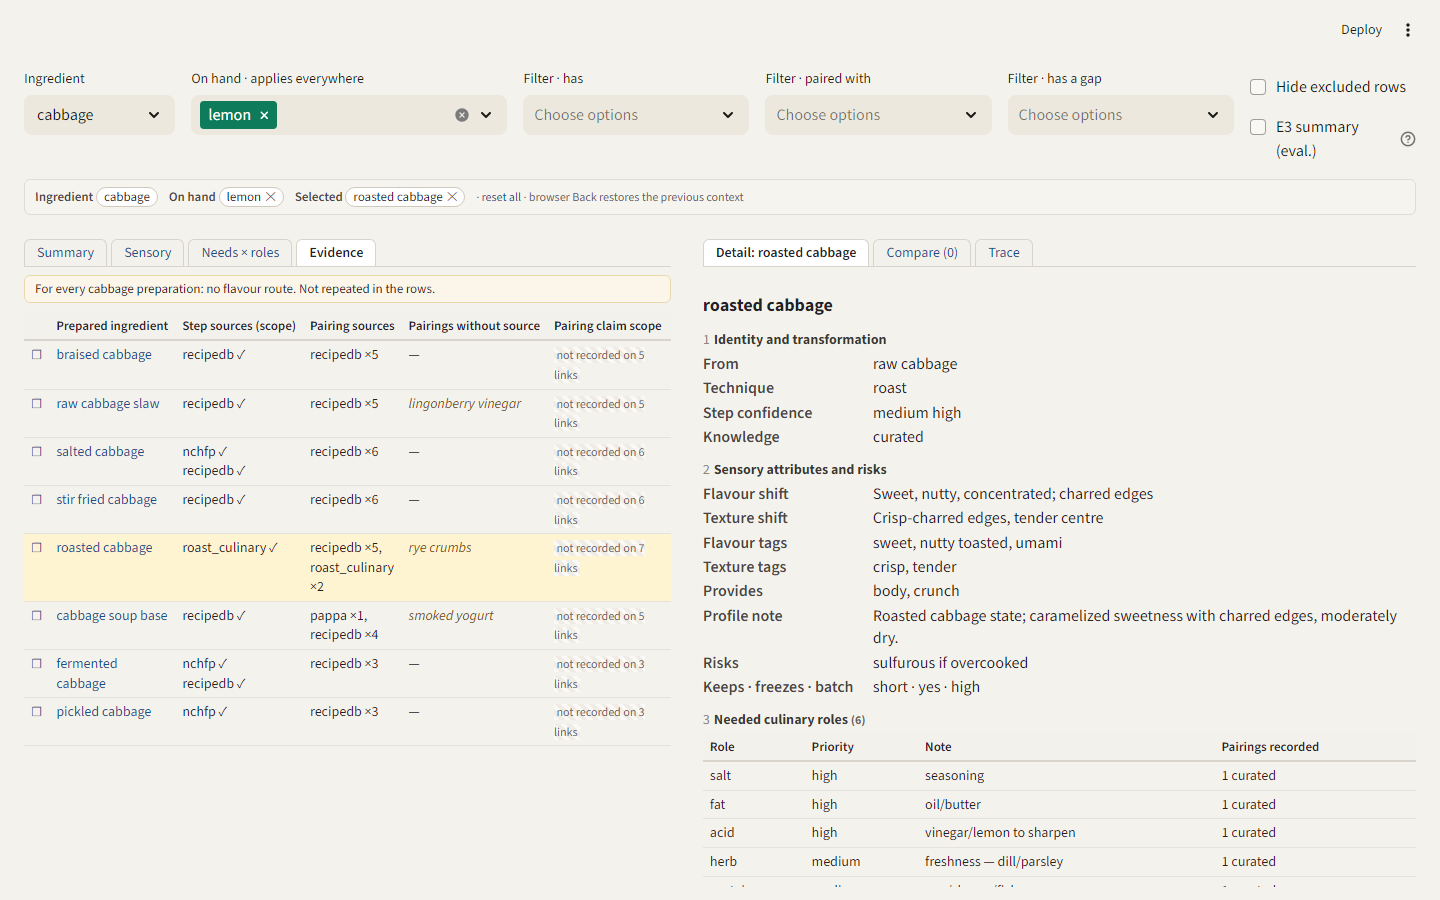 Deploy
Ingredient
On hand · applies everywhere
Filter · has
Filter · paired with
Filter · has a gap
cabbage
lemon ×
Choose options
Choose options
Choose options
Hide excluded rows
E3 summary
(eval.)
Ingredient cabbage On hand lemon ✕ Selected roasted cabbage ✕ · reset all · browser Back restores the previous context
Summary
Sensory
Needs × roles
Evidence
For every cabbage preparation: no flavour route. Not repeated in the rows.
Prepared ingredient Step sources (scope) Pairing sources Pairings without source Pairing claim scope
braised cabbage recipedb ✓ recipedb ×5 — not recorded on 5
links
raw cabbage slaw recipedb ✓ recipedb ×5 lingonberry vinegar not recorded on 5
links
salted cabbage nchfp ✓ recipedb ×6 — not recorded on 6
recipedb ✓ links
stir fried cabbage recipedb ✓ recipedb ×6 — not recorded on 6
links
roasted cabbage roast_culinary ✓ recipedb ×5, rye crumbs not recorded on 7
roast_culinary links
×2
cabbage soup base recipedb ✓ pappa ×1, smoked yogurt not recorded on 5
recipedb ×4 links
fermented nchfp ✓ recipedb ×3 — not recorded on 3
cabbage recipedb ✓ links
pickled cabbage nchfp ✓ recipedb ×3 — not recorded on 3
links
Detail: roasted cabbage
Compare (0)
Trace
roasted cabbage
1 Identity and transformation
From raw cabbage
Technique roast
Step confidence medium high
Knowledge curated
2 Sensory attributes and risks
Flavour shift Sweet, nutty, concentrated; charred edges
Texture shift Crisp-charred edges, tender centre
Flavour tags sweet, nutty toasted, umami
Texture tags crisp, tender
Provides body, crunch
Profile note Roasted cabbage state; caramelized sweetness with charred edges, moderately
dry.
Risks sulfurous if overcooked
Keeps · freezes · batch short · yes · high
3 Needed culinary roles (6)
Role Priority Note Pairings recorded
salt high seasoning 1 curated
fat high oil/butter 1 curated
acid high vinegar/lemon to sharpen 1 curated
herb medium freshness — dill/parsley 1 curated